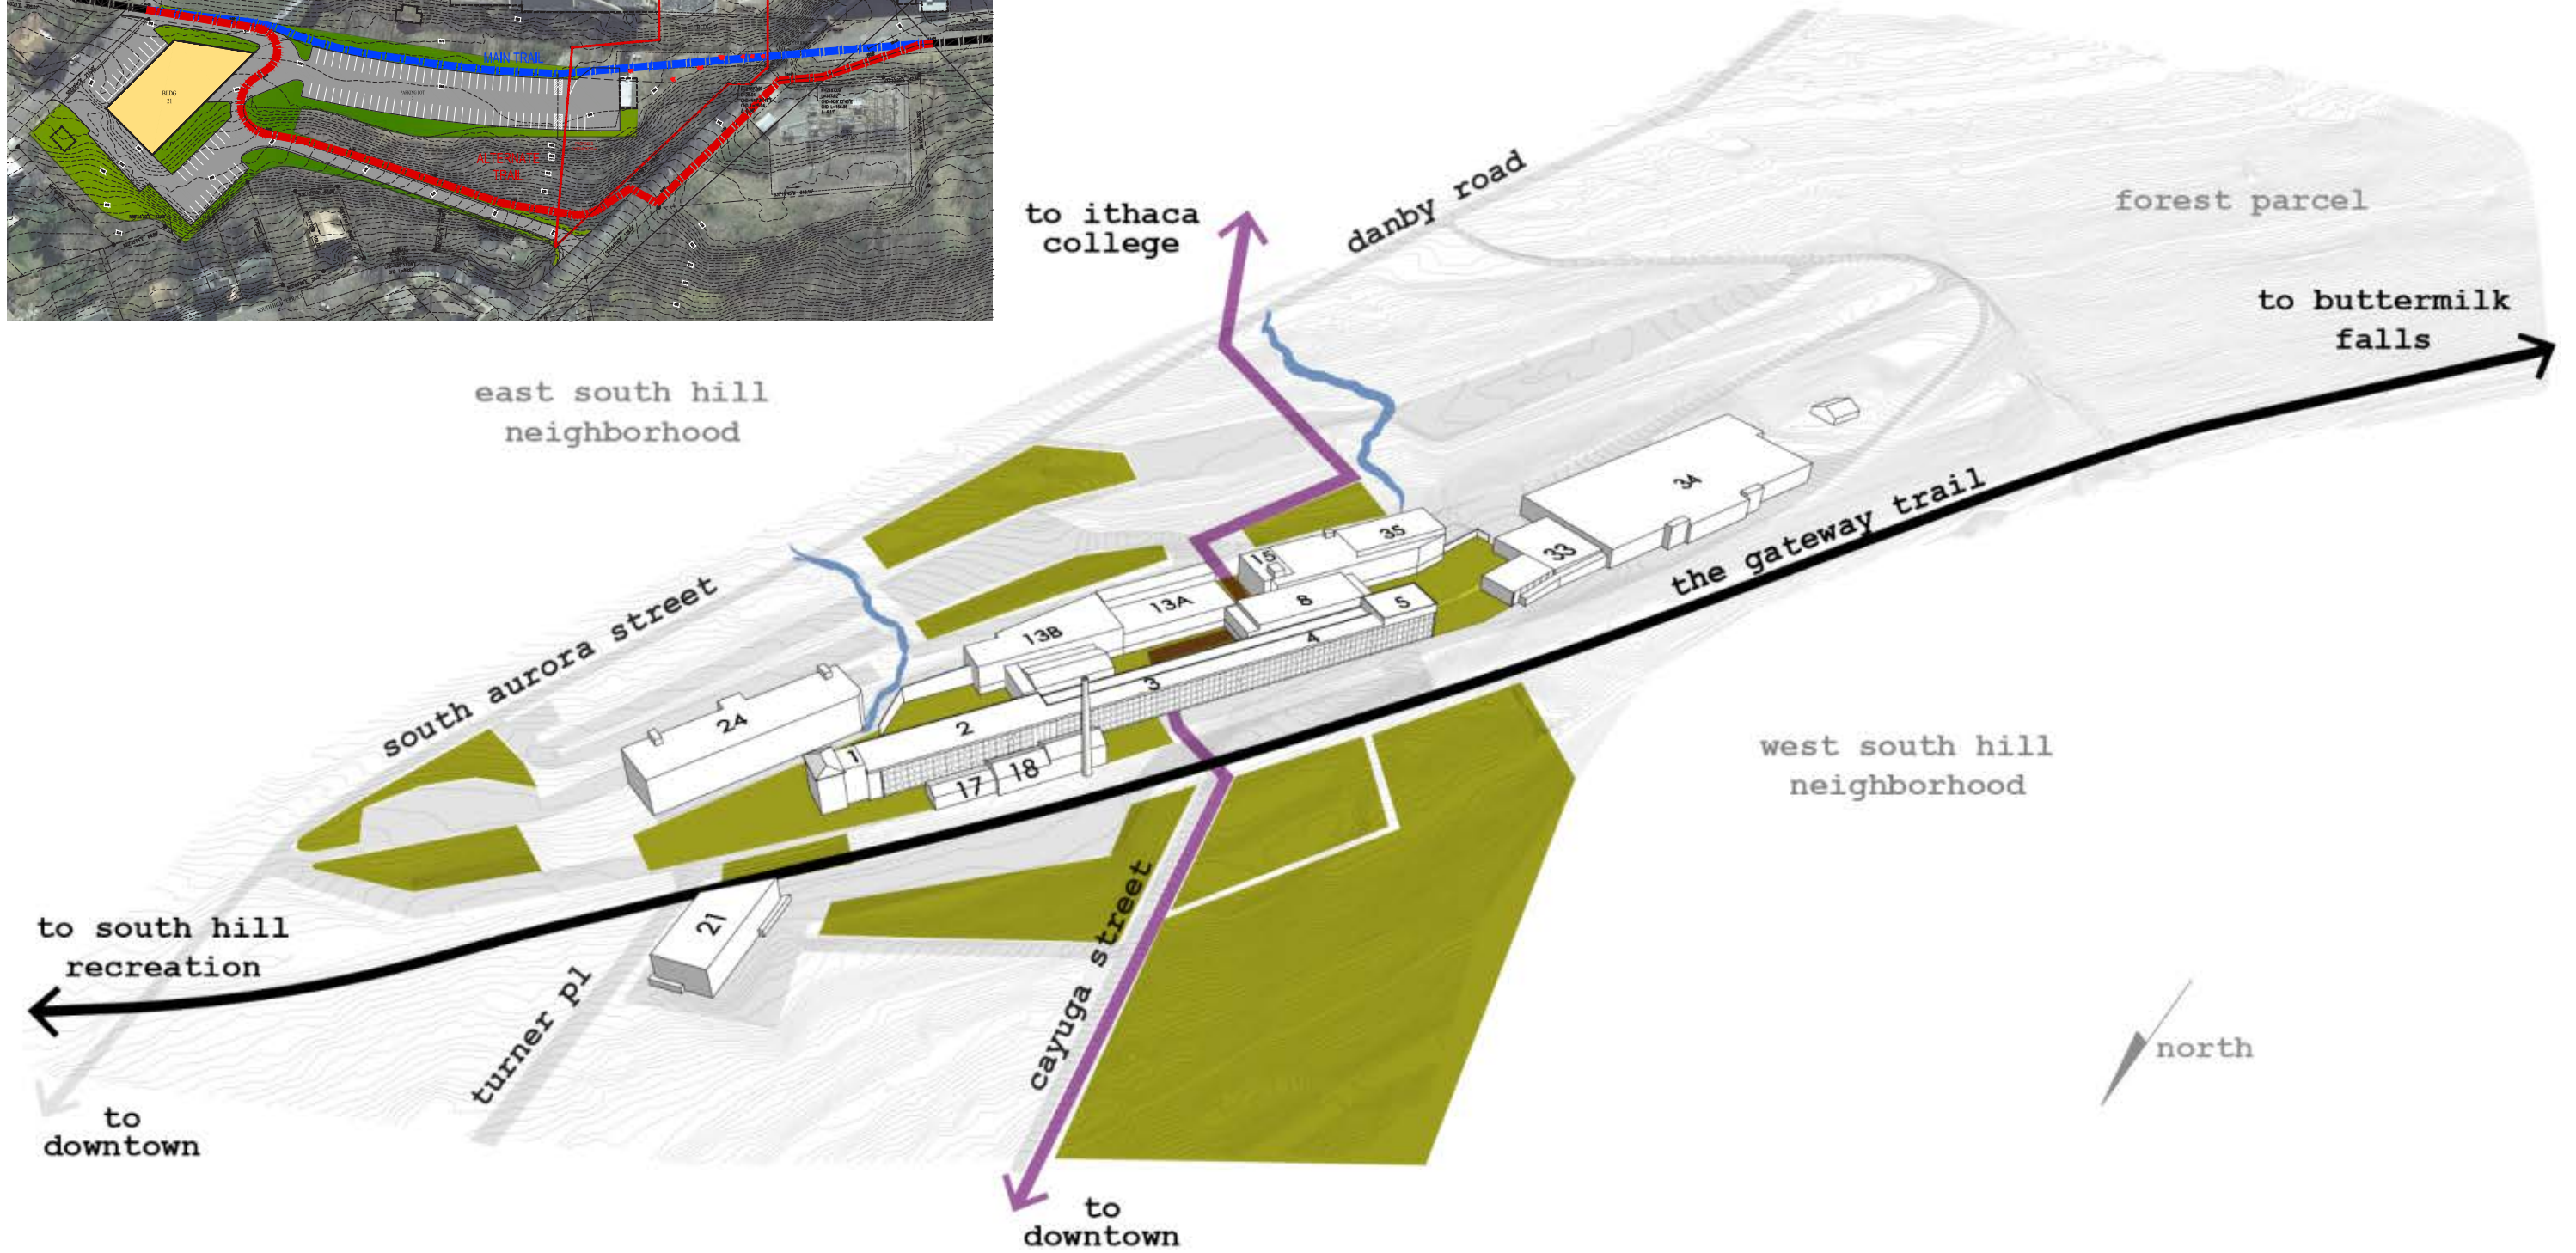 MAIN TRAIL
BLDG
21
ALTERNATE
TRAIL
to ithaca
college
danby road
forest parcel
to buttermilk
falls
east south hill
neighborhood
34
35
33
15
the gateway trail
8
5
13A
4
13B
south aurora street
3
24
2
1
18
17
west south hill
neighborhood
21
cayuga street
to south hill
recreation
turner pl
north
to
downtown
to
downtown